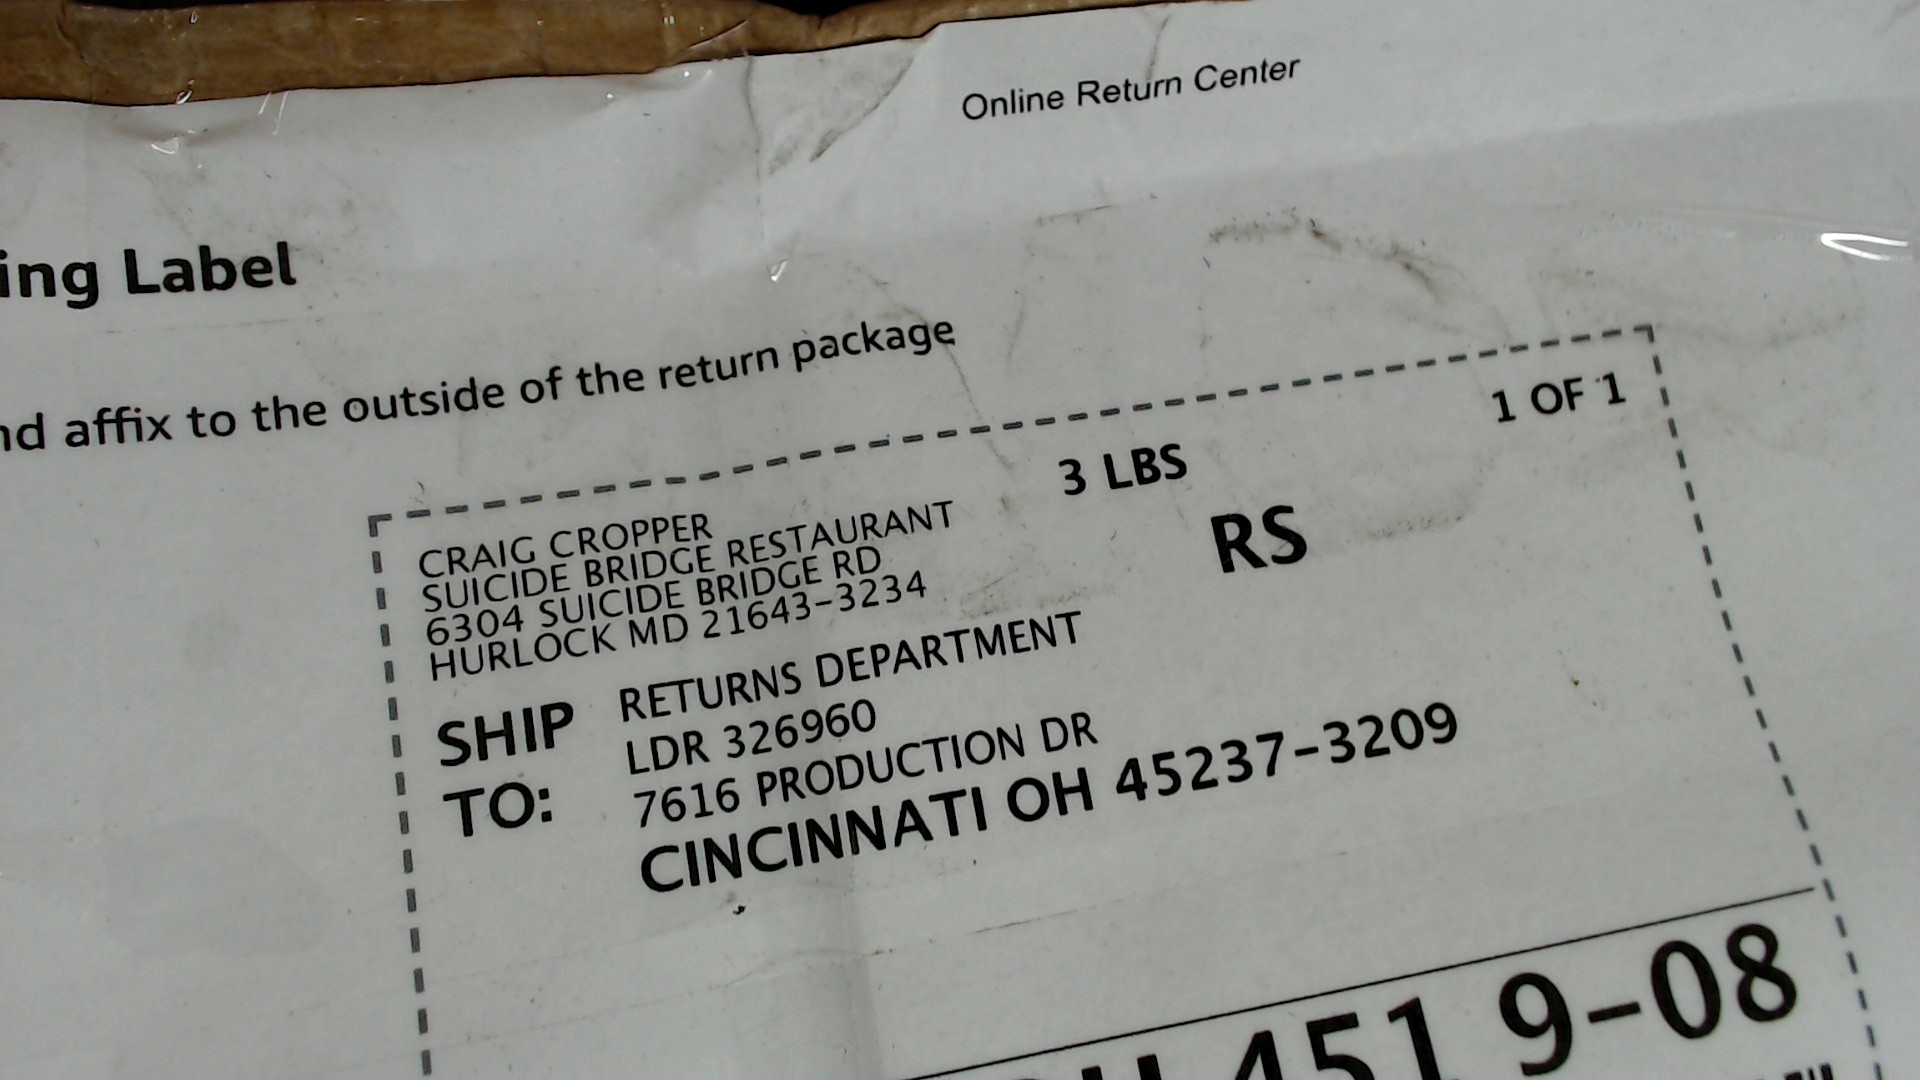 Online Return Center
ing Label
nd affix to the outside of the return package
1 OF 1
3 LBS
RS
CRAIG CROPPER
SUICIDE BRIDGE RESTAURANT
6304 SUICIDE BRIDGE RD
HURLOCK MD 21643-3234
SHIP TO:
RETURNS DEPARTMENT
LDR 326960
7616 PRODUCTION DR
CINCINNATI OH 45237-3209
451 9-08